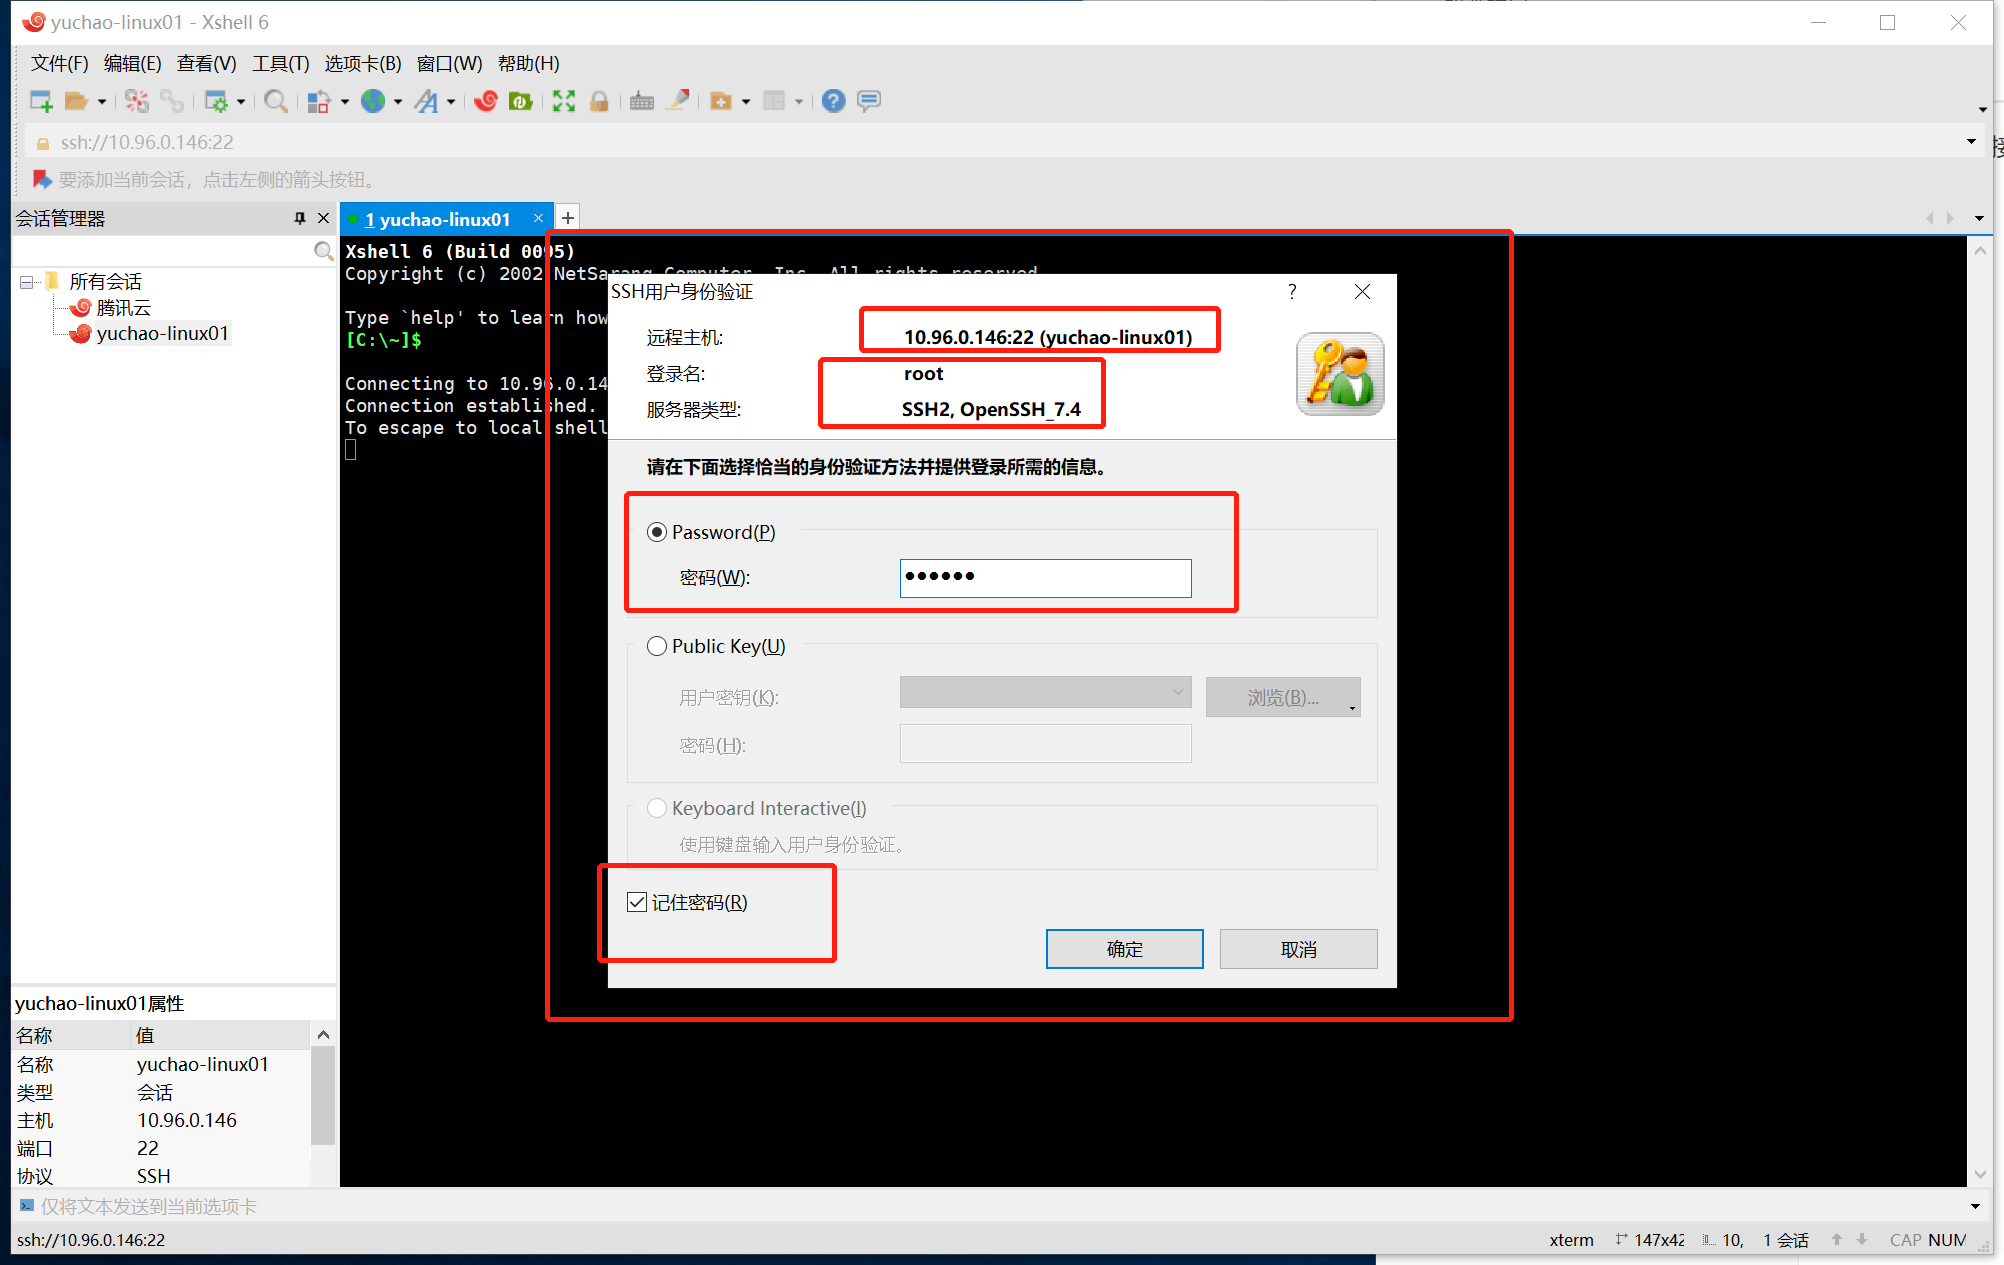 yuchao-linux01 - Xshell 6
文件(F) 编辑(E) 查看(V) 工具(T) 选项卡(B) 窗口(W) 帮助(H)
ssh://10.96.0.146:22
接
要添加当前会话，点击左侧的箭头按钮。
会话管理器
1 yuchao-linux01
所有会话
腾讯云
yuchao-linux01
Xshell 6 (Build 0095)
Copyright (c) 2002 NetSarang Computer, Inc. All rights reserved.
Type `help' to learn how
[C:\~]$
Connecting to 10.96.0.14
Connection established.
To escape to local shell
SSH用户身份验证
远程主机: 10.96.0.146:22 (yuchao-linux01)
登录名: root
服务器类型: SSH2, OpenSSH_7.4
请在下面选择恰当的身份验证方法并提供登录所需的信息。
Password(P)
密码(W): ●●●●●●
Public Key(U)
用户密钥(K): 浏览(B)...
密码(H):
Keyboard Interactive(I)
使用键盘输入用户身份验证。
记住密码(R)
确定 取消
yuchao-linux01属性
名称 值
名称 yuchao-linux01
类型 会话
主机 10.96.0.146
端口 22
协议 SSH
仅将文本发送到当前选项卡
ssh://10.96.0.146:22 xterm 147x42 10, 1 会话 CAP NUM